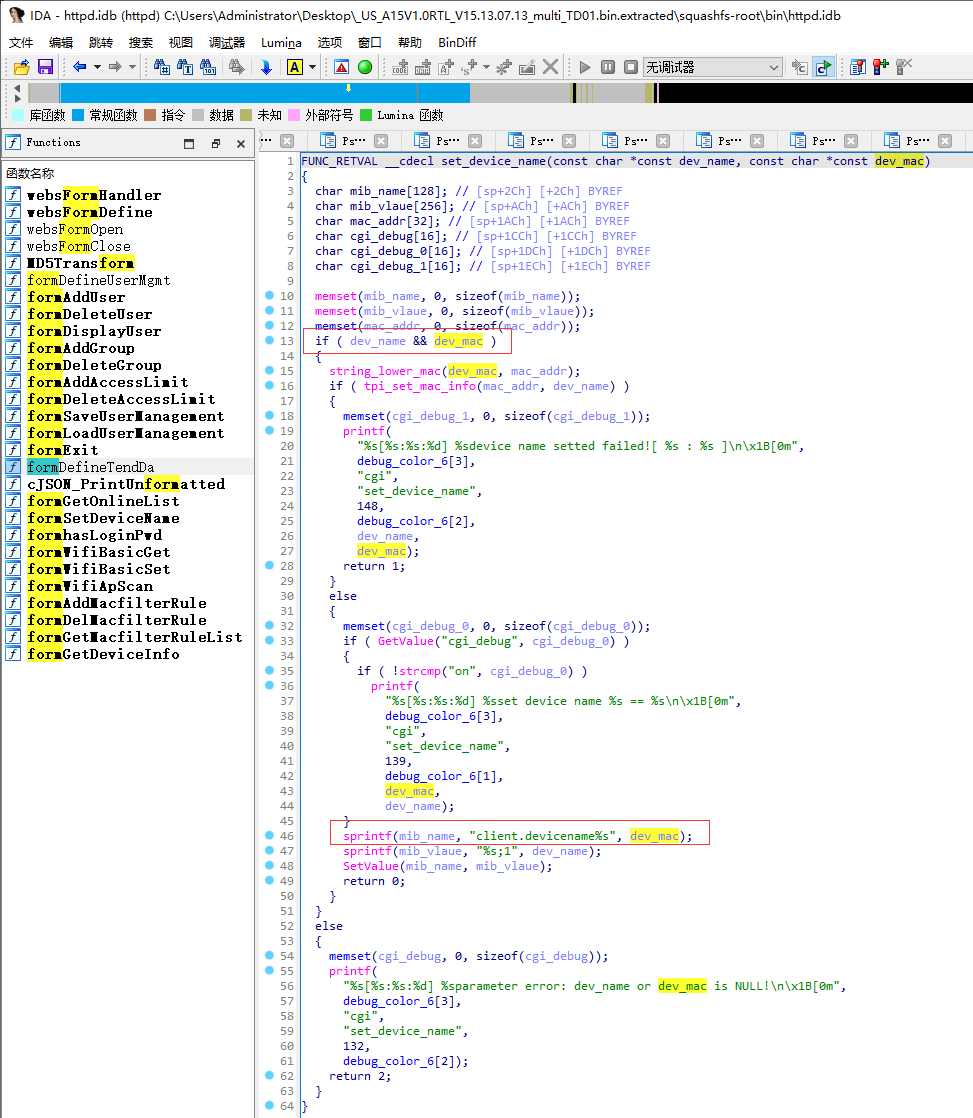 IDA - httpd.idb (httpd) C:\Users\Administrator\Desktop\_US_A15V1.0RTL_V15.13.07.13_multi_TD01.bin.extracted\squashfs-root\bin\httpd.idb
文件 编辑 跳转 搜索 视图 调试器 Lumina 选项 窗口 帮助 BinDiff
无调试器
库函数 常规函数 指令 数据 未知 外部符号 Lumina 函数
Functions
Ps··· Ps··· Ps··· Ps··· Ps··· Ps··· Ps···
函数名称
websFormHandler
websFormDefine
websFormOpen
websFormClose
MD5Transform
formDefineUserMgmt
formAddUser
formDeleteUser
formDisplayUser
formAddGroup
formDeleteGroup
formAddAccessLimit
formDeleteAccessLimit
formSaveUserManagement
formLoadUserManagement
formExit
formDefineTendDa
cJSON_PrintUnformatted
formGetOnlineList
formSetDeviceName
formhasLoginPwd
formWifiBasicGet
formWifiBasicSet
formWifiApScan
formAddMacfilterRule
formDelMacfilterRule
formGetMacfilterRuleList
formGetDeviceInfo
1 FUNC_RETVAL __cdecl set_device_name(const char *const dev_name, const char *const dev_mac)
2 {
3 char mib_name[128]; // [sp+2Ch] [+2Ch] BYREF
4 char mib_vlaue[256]; // [sp+ACh] [+ACh] BYREF
5 char mac_addr[32]; // [sp+1ACh] [+1ACh] BYREF
6 char cgi_debug[16]; // [sp+1CCh] [+1CCh] BYREF
7 char cgi_debug_0[16]; // [sp+1DCh] [+1DCh] BYREF
8 char cgi_debug_1[16]; // [sp+1ECh] [+1ECh] BYREF
9
10 memset(mib_name, 0, sizeof(mib_name));
11 memset(mib_vlaue, 0, sizeof(mib_vlaue));
12 memset(mac_addr, 0, sizeof(mac_addr));
13 if ( dev_name && dev_mac )
14 {
15 string_lower_mac(dev_mac, mac_addr);
16 if ( tpi_set_mac_info(mac_addr, dev_name) )
17 {
18 memset(cgi_debug_1, 0, sizeof(cgi_debug_1));
19 printf(
20 "%s[%s:%s:%d] %sdevice name setted failed![ %s : %s ]\n\x1B[0m",
21 debug_color_6[3],
22 "cgi",
23 "set_device_name",
24 148,
25 debug_color_6[2],
26 dev_name,
27 dev_mac);
28 return 1;
29 }
30 else
31 {
32 memset(cgi_debug_0, 0, sizeof(cgi_debug_0));
33 if ( GetValue("cgi_debug", cgi_debug_0) )
34 {
35 if ( !strcmp("on", cgi_debug_0) )
36 printf(
37 "%s[%s:%s:%d] %sset device name %s == %s\n\x1B[0m",
38 debug_color_6[3],
39 "cgi",
40 "set_device_name",
41 139,
42 debug_color_6[1],
43 dev_mac,
44 dev_name);
45 }
46 sprintf(mib_name, "client.devicename%s", dev_mac);
47 sprintf(mib_vlaue, "%s;1", dev_name);
48 SetValue(mib_name, mib_vlaue);
49 return 0;
50 }
51 }
52 else
53 {
54 memset(cgi_debug, 0, sizeof(cgi_debug));
55 printf(
56 "%s[%s:%s:%d] %sparameter error: dev_name or dev_mac is NULL!\n\x1B[0m",
57 debug_color_6[3],
58 "cgi",
59 "set_device_name",
60 132,
61 debug_color_6[2]);
62 return 2;
63 }
64 }